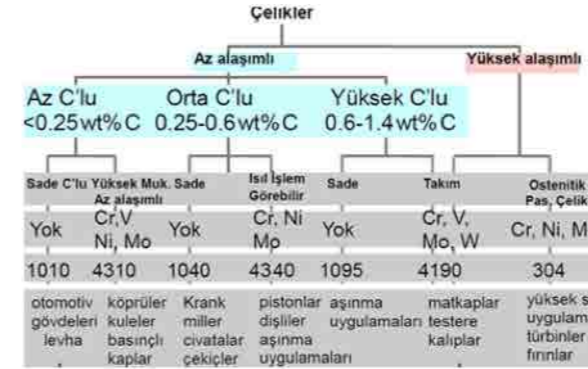 Çelikler
Az alaşımlı Yüksek alaşımlı
Az C'lu Orta C'lu Yüksek C'lu
<0.25wt%C 0.25-0.6wt%C 0.6-1.4wt%C
Sade C'lu Yüksek Muk. Sade Isıl İşlem Sade Takım Ostenitik
Az alaşımlı Görebilir Pas, Çelik
Yok Cr,V Yok Cr, Ni Yok Cr, V, Cr, Ni, M
Ni, Mo Mo Mo, W
1010 4310 1040 4340 1095 4190 304
otomotiv köprüler Krank pistonlar aşınma matkaplar yüksek s
gövdeleri kuleler miller dişliler uygulamaları testere uygulam
levha basınçlı civatalar aşınma kalıplar türbinler
kaplar çekiçler uygulamaları fırınlar